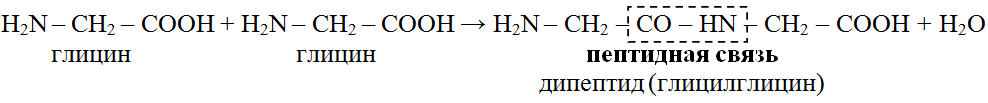 H₂N – CH₂ – COOH + H₂N – CH₂ – COOH → H₂N – CH₂ – CO – HN – CH₂ – COOH + H₂O
глицин глицин пептидная связь
дипептид (глицилглицин)